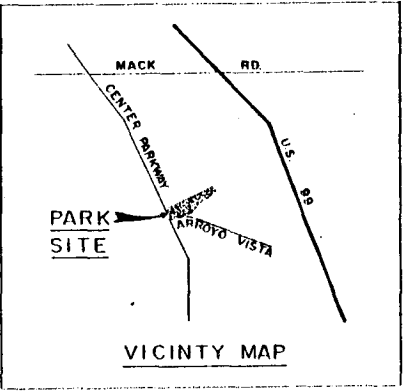 MACK RD.
CENTER PARKWAY
U.S. 99
PARK
SITE
ARROYO VISTA
VICINTY MAP